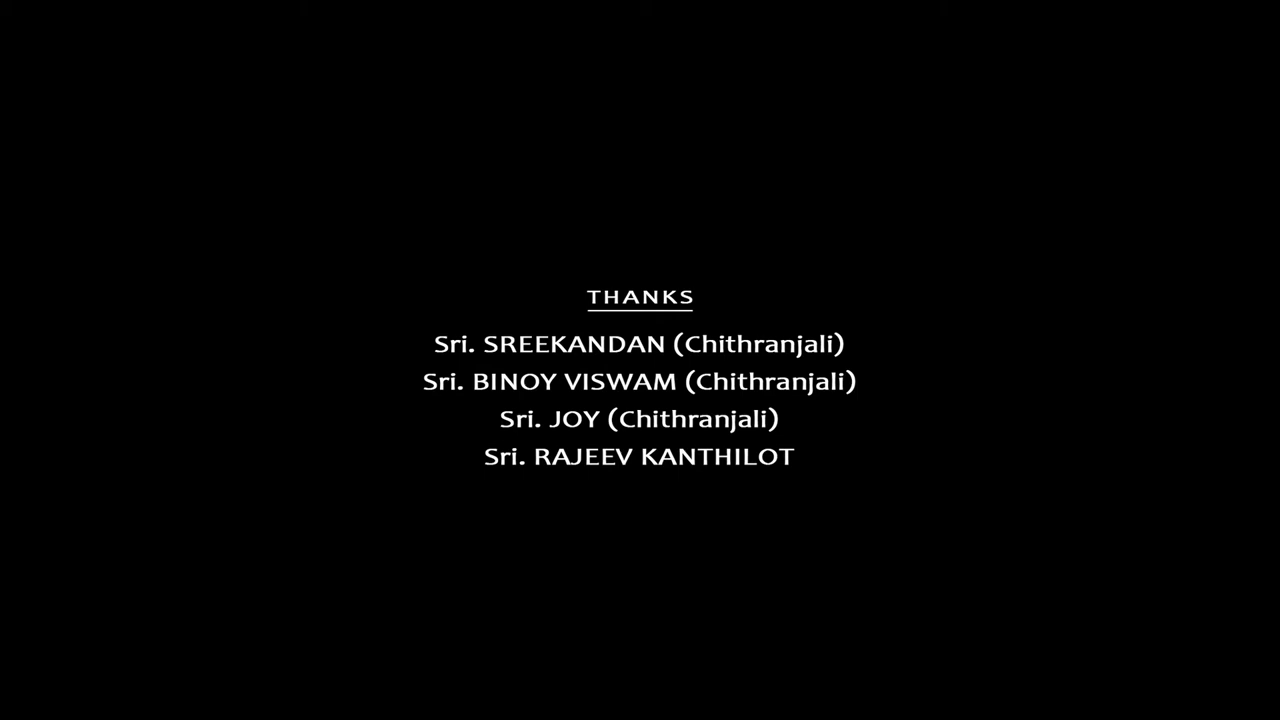 THANKS
Sri. SREEKANDAN (Chithranjali)
Sri. BINOY VISWAM (Chithranjali)
Sri. JOY (Chithranjali)
Sri. RAJEEV KANTHILOT